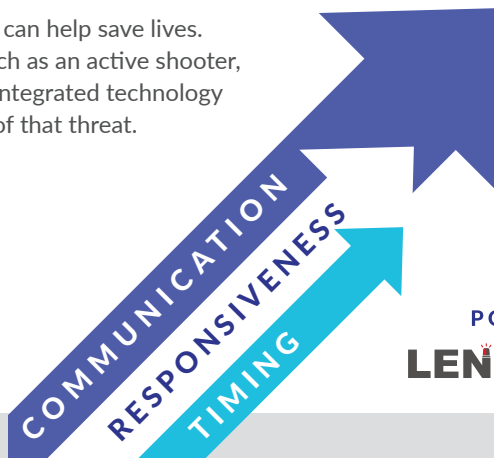 can help save lives.
ch as an active shooter,
ntegrated technology
of that threat.
COMMUNICATION
RESPONSIVENESS
TIMING
PO
LEN